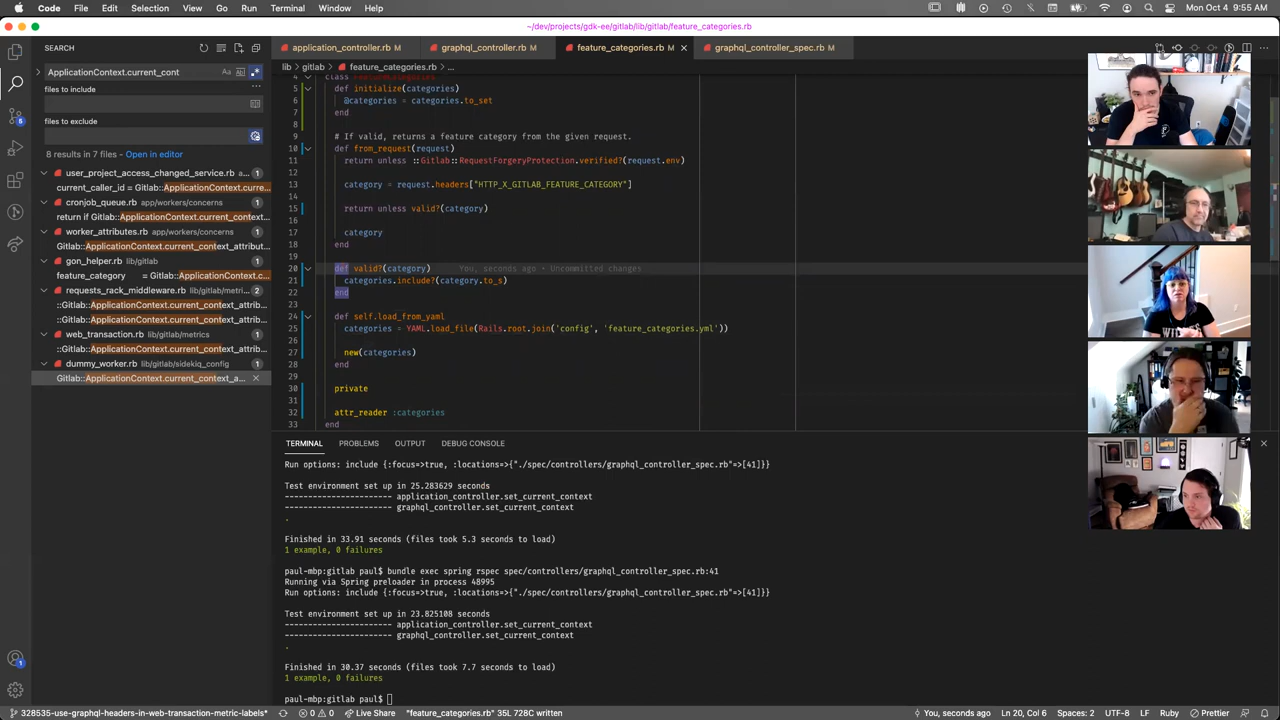 Code File Edit Selection View Go Run Terminal Window Help
Mon Oct 4 9:55 AM
~/dev/projects/gdk-ee/gitlab/lib/gitlab/feature_categories.rb
SEARCH
application_controller.rb M
graphql_controller.rb M
feature_categories.rb M
graphql_controller_spec.rb M
ApplicationContext.current_cont
Aa
files to include
files to exclude
8 results in 7 files - Open in editor
user_project_access_changed_service.rb 1
current_caller_id = Gitlab::ApplicationContext.curre...
cronjob_queue.rb app/workers/concerns 1
return if Gitlab::ApplicationContext.current_context...
worker_attributes.rb app/workers/concerns 1
Gitlab::ApplicationContext.current_context_attribut...
gon_helper.rb lib/gitlab 1
feature_category = Gitlab::ApplicationContext.curre...
requests_rack_middleware.rb lib/gitlab/metric... 2
::Gitlab::ApplicationContext.current_context_attrib...
::Gitlab::ApplicationContext.current_context_attrib...
web_transaction.rb lib/gitlab/metrics 1
::Gitlab::ApplicationContext.current_context_attrib...
dummy_worker.rb lib/gitlab/sidekiq_config 1
Gitlab::ApplicationContext.current_context_a...
lib > gitlab > feature_categories.rb > ...
4 class FeatureCategories
5 def initialize(categories)
6 @categories = categories.to_set
7 end
8
9 # If valid, returns a feature category from the given request.
10 def from_request(request)
11 return unless ::Gitlab::RequestForgeryProtection.verified?(request.env)
12
13 category = request.headers["HTTP_X_GITLAB_FEATURE_CATEGORY"]
14
15 return unless valid?(category)
16
17 category
18 end
19
20 def valid?(category) You, seconds ago • Uncommitted changes
21 categories.include?(category.to_s)
22 end
23
24 def self.load_from_yaml
25 categories = YAML.load_file(Rails.root.join('config', 'feature_categories.yml'))
26
27 new(categories)
28 end
29
30 private
31
32 attr_reader :categories
33 end
TERMINAL PROBLEMS OUTPUT DEBUG CONSOLE
Run options: include {:focus=>true, :locations=>{"./spec/controllers/graphql_controller_spec.rb"=>[41]}}
Test environment set up in 25.283629 seconds
---------------------- application_controller.set_current_context
---------------------- graphql_controller.set_current_context
.
Finished in 33.91 seconds (files took 5.3 seconds to load)
1 example, 0 failures
paul-mbp:gitlab paul$ bundle exec spring rspec spec/controllers/graphql_controller_spec.rb:41
Running via Spring preloader in process 48995
Run options: include {:focus=>true, :locations=>{"./spec/controllers/graphql_controller_spec.rb"=>[41]}}
Test environment set up in 23.825108 seconds
---------------------- application_controller.set_current_context
---------------------- graphql_controller.set_current_context
.
Finished in 30.37 seconds (files took 7.7 seconds to load)
1 example, 0 failures
paul-mbp:gitlab paul$
328535-use-graphql-headers-in-web-transaction-metric-labels* 0 0 Live Share "feature_categories.rb" 35L 728C written
You, seconds ago Ln 20, Col 6 Spaces: 2 UTF-8 LF Ruby Prettier